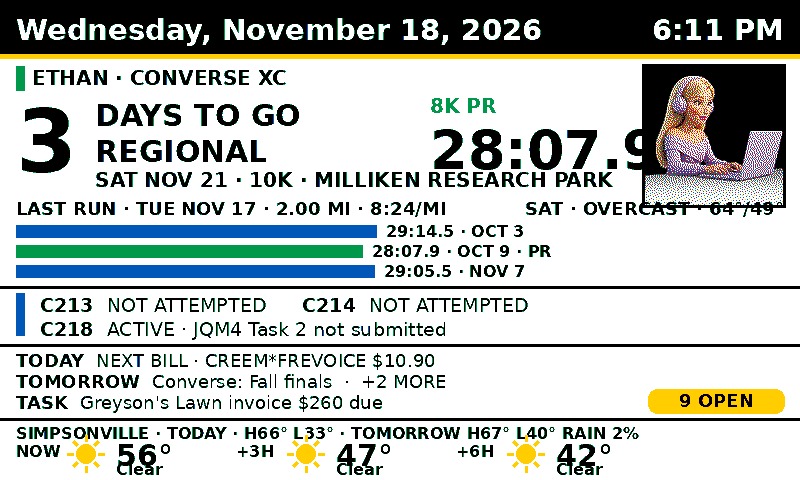 Wednesday, November 18, 2026 6:11 PM
ETHAN · CONVERSE XC
3 DAYS TO GO
REGIONAL
8K PR
28:07.9
SAT NOV 21 · 10K · MILLIKEN RESEARCH PARK
LAST RUN · TUE NOV 17 · 2.00 MI · 8:24/MI SAT · OVERCAST · 64°/49°
29:14.5 · OCT 3
28:07.9 · OCT 9 · PR
29:05.5 · NOV 7
C213 NOT ATTEMPTED C214 NOT ATTEMPTED
C218 ACTIVE · JQM4 Task 2 not submitted
TODAY NEXT BILL · CREEM*FREVOICE $10.90
TOMORROW Converse: Fall finals · +2 MORE
TASK Greyson's Lawn invoice $260 due
9 OPEN
SIMPSONVILLE · TODAY · H66° L33° · TOMORROW H67° L40° RAIN 2%
NOW 56° +3H 47° +6H 42°
Clear Clear Clear